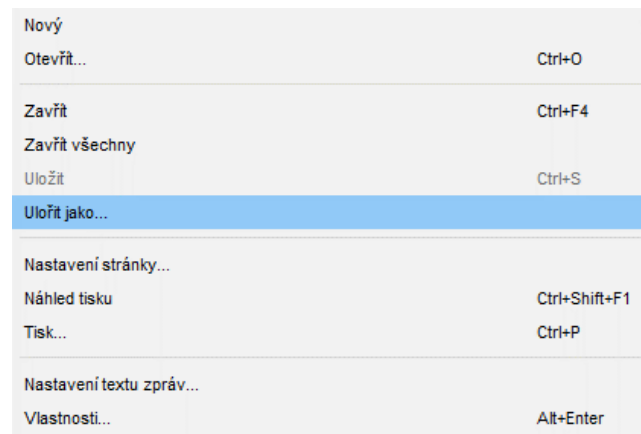 Nový
Otevřít... Ctrl+O
Zavřít Ctrl+F4
Zavřít všechny
Uložit Ctrl+S
Ulořit jako...
Nastavení stránky...
Náhled tisku Ctrl+Shift+F1
Tisk... Ctrl+P
Nastavení textu zpráv...
Vlastnosti... Alt+Enter